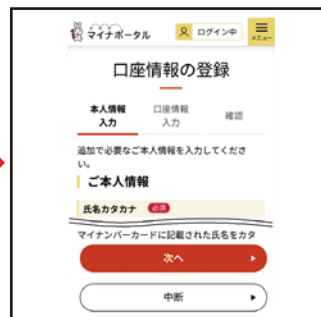 マイナポータル
ログイン中
メニュー
口座情報の登録
本人情報
入力
口座情報
入力
確認
追加で必要なご本人情報を入力してくださ
い。
ご本人情報
氏名カタカナ 必須
マイナンバーカードに記載された氏名をカタ
次へ
中断